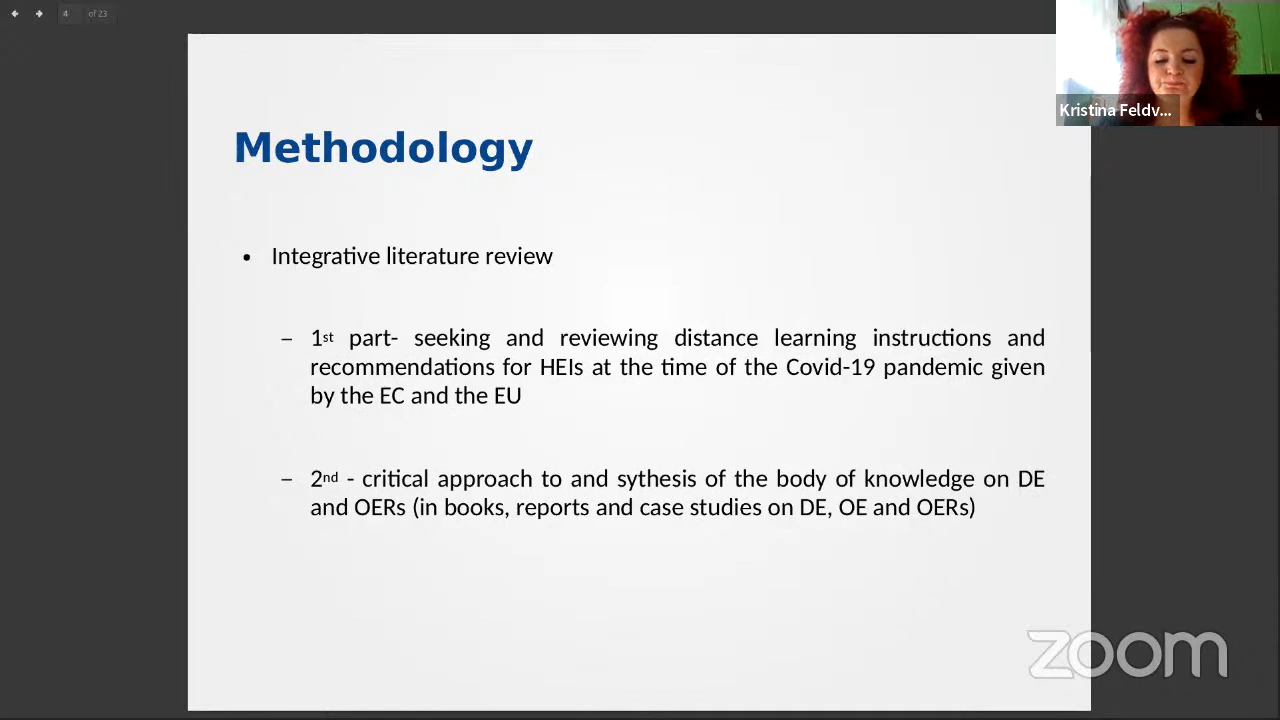 4 of 23
Kristina Feldv...
Methodology
• Integrative literature review
– 1st part- seeking and reviewing distance learning instructions and
recommendations for HEIs at the time of the Covid-19 pandemic given
by the EC and the EU
– 2nd - critical approach to and sythesis of the body of knowledge on DE
and OERs (in books, reports and case studies on DE, OE and OERs)
zoom